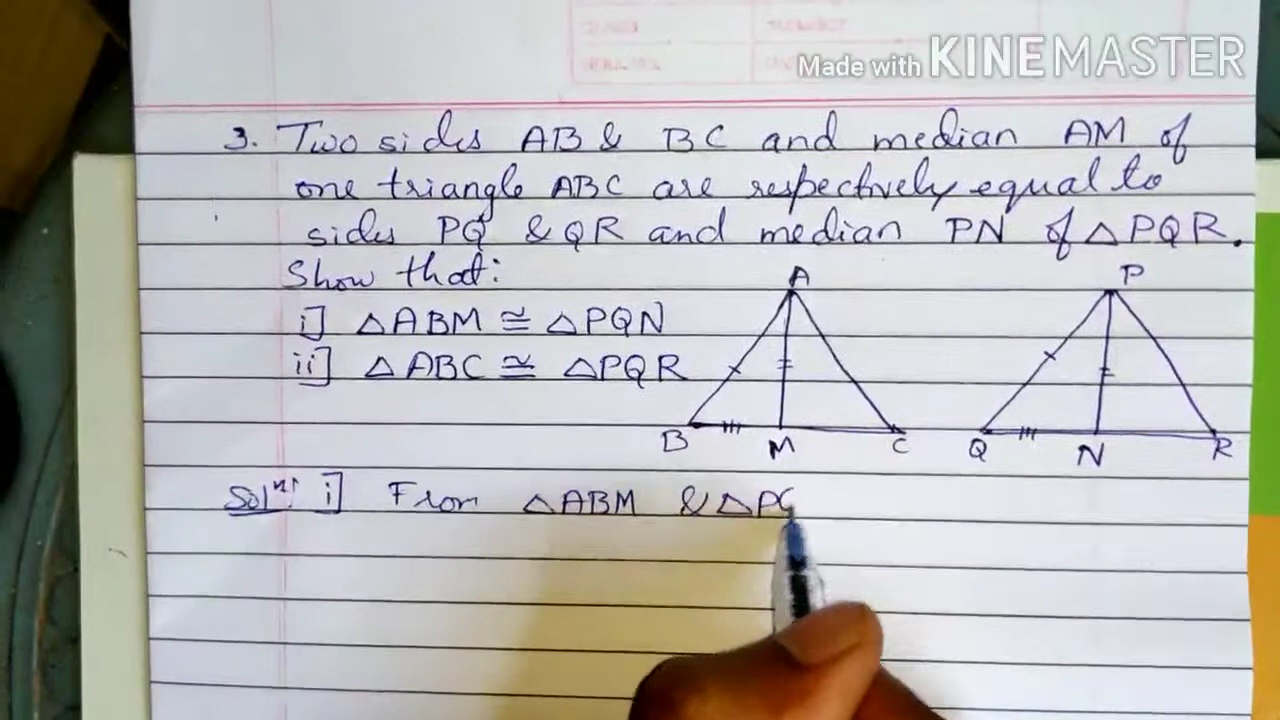 Made with KINEMASTER
3. Two sides AB & BC and median AM of
one triangle ABC are respectively equal to
sides PQ & QR and median PN of △PQR.
Show that:
i] △ABM ≅ △PQN
ii] △ABC ≅ △PQR
A
P
B
M
C
Q
N
R
Solⁿ: i] From △ABM & △PQ